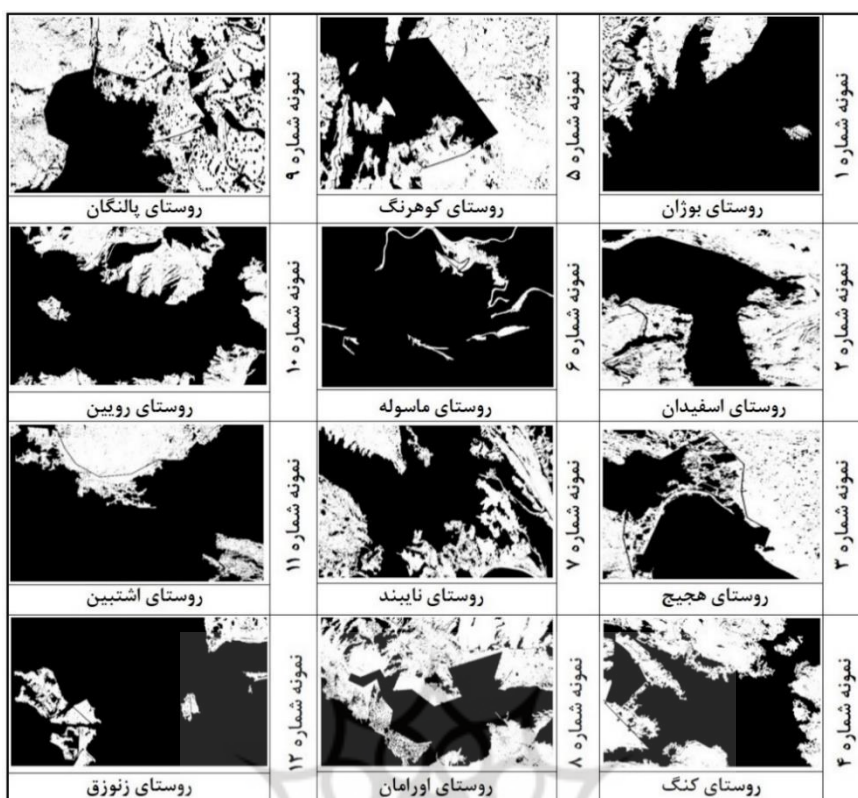 نمونه شماره ۱
روستای بوژان
نمونه شماره ۵
روستای کوهرنگ
نمونه شماره ۹
روستای پالنگان
نمونه شماره ۲
روستای اسفیدان
نمونه شماره ۶
روستای ماسوله
نمونه شماره ۱۰
روستای رویین
نمونه شماره ۳
روستای هجیج
نمونه شماره ۷
روستای نایبند
نمونه شماره ۱۱
روستای اشتبین
نمونه شماره ۴
روستای کنگ
نمونه شماره ۸
روستای اورامان
نمونه شماره ۱۲
روستای زنوزق